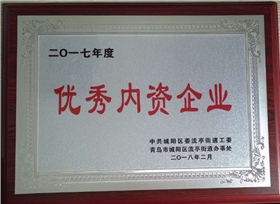 二〇一七年度
优秀内资企业
中共城阳区委流亭街道工委
青岛市城阳区流亭街道办事处
二〇一八年二月